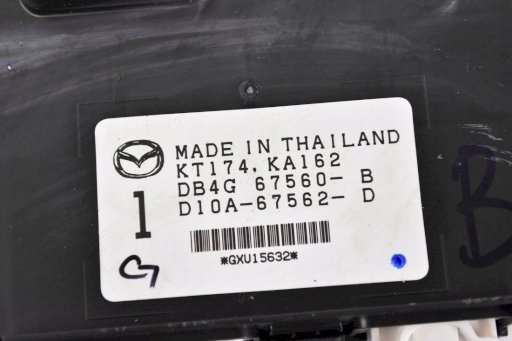 MADE IN THAILAND
KT174, KA162
DB4G 67560- B
D10A-67562- D
1
*GXU15632*
B